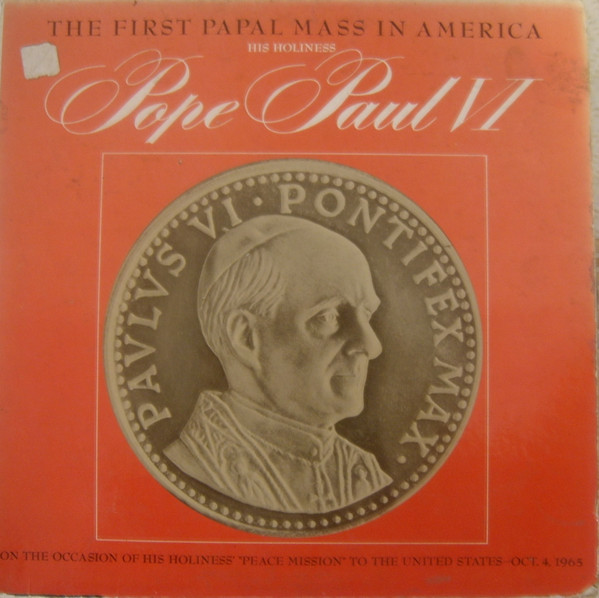 THE FIRST PAPAL MASS IN AMERICA
HIS HOLINESS
Pope Paul VI
PAVLVS VI · PONTIFEX MAX ·
ON THE OCCASION OF HIS HOLINESS' "PEACE MISSION" TO THE UNITED STATES—OCT. 4, 1965